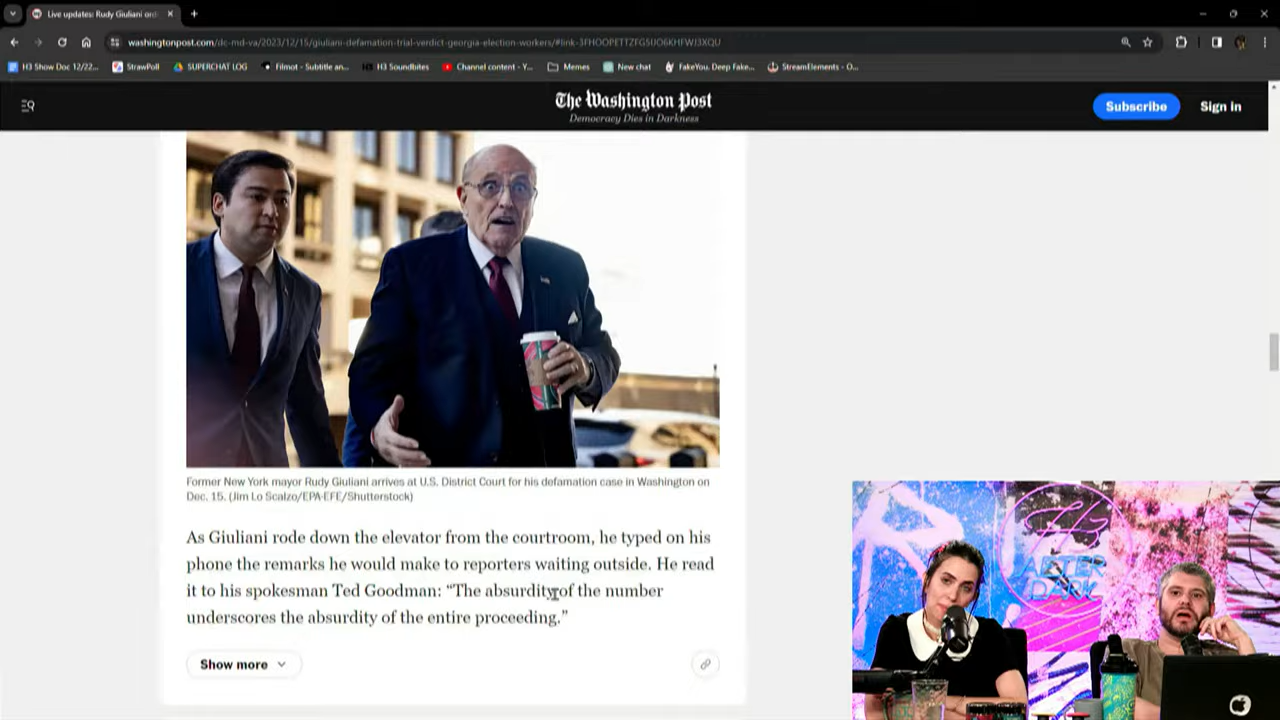 Live updates: Rudy Giuliani ord
washingtonpost.com/dc-md-va/2023/12/15/giuliani-defamation-trial-verdict-georgia-election-workers/
H3 Show Doc 12/22...
StrawPoll
SUPERCHAT LOG
Filmot - Subtitle an...
H3 Soundbites
Channel content - Y...
Memes
New chat
FakeYou. Deep Fake...
StreamElements - O...
The Washington Post
Democracy Dies in Darkness
Subscribe
Sign in
Former New York mayor Rudy Giuliani arrives at U.S. District Court for his defamation case in Washington on
Dec. 15. (Jim Lo Scalzo/EPA-EFE/Shutterstock)
As Giuliani rode down the elevator from the courtroom, he typed on his
phone the remarks he would make to reporters waiting outside. He read
it to his spokesman Ted Goodman: “The absurdity of the number
underscores the absurdity of the entire proceeding.”
Show more
AFTER
DARK